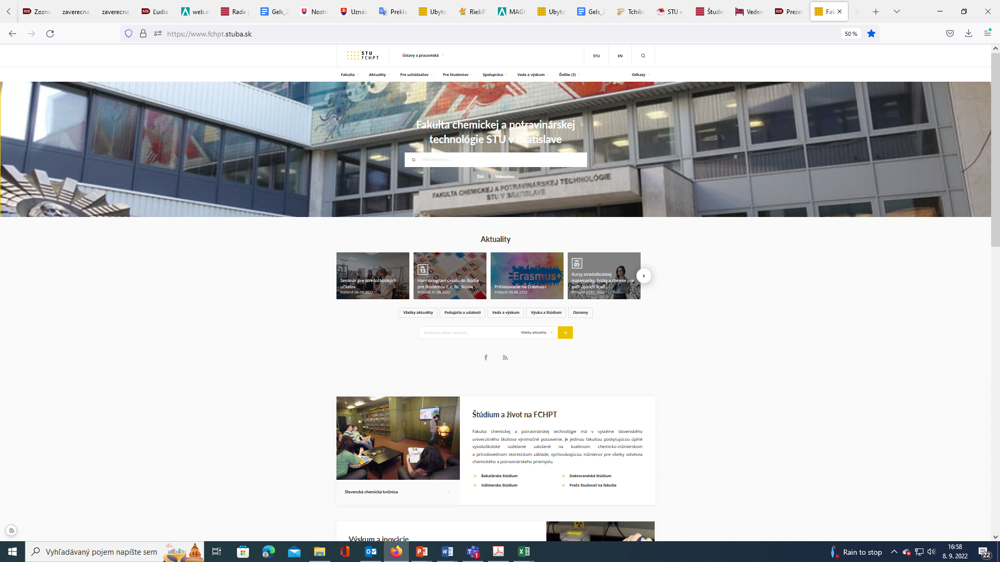 Zozna
zaverecna
zaverecna
Ľudia
web.e
Rada p
Gels_Z
Nostri
Uznáv
Prekla
Ubyto
Rieš:P
MAGI
Ubyto
Gels_Z
Tchibo
STU »
Študen
Veden
Prezen
Fak
https://www.fchpt.stuba.sk
50 %
STU
FCHPT
Ústavy a pracoviská
STU
EN
Fakulta
Aktuality
Pre uchádzačov
Pre študentov
Spolupráca
Veda a výskum
Ďalšie (3)
Odkazy
Fakulta chemickej a potravinárskej
technológie STU v Bratislave
Hľadaný výraz...
ŠVK
Videozóna
FAKULTA CHEMICKEJ A POTRAVINÁRSKEJ TECHNOLÓGIE
STU V BRATISLAVE
Aktuality
Seminár pre stredoškolských
učiteľov
Pridané 08.09.2022
SEP
13
Harmonogram úvodu do štúdia
pre študentov 1. r. Bc. štúdia
Pridané 31.08.2022
Erasmus+
Prihlasovanie na Erasmus+
Pridané 30.08.2022
SEP
05
Kurzy stredoškolskej
matematiky, fyziky a chémie pre
začínajúcich štud...
Pridané 20.05.2022
Všetky aktuality
Podujatia a udalosti
Veda a výskum
Výuka a štúdium
Oznamy
Email pre odber noviniek...
Všetky aktuality
Štúdium a život na FCHPT
Fakulta chemickej a potravinárskej technológie má v systéme slovenského
univerzitného školstva výnimočné postavenie. Je jedinou fakultou poskytujúcou úplné
vysokoškolské vzdelanie založené na kvalitnom chemicko-inžinierskom
a prírodovednom teoretickom základe, vychovávajúcou inžinierov pre všetky odvetvia
chemického a potravinárskeho priemyslu.
Bakalárske štúdium
Doktorandské štúdium
Inžinierske štúdium
Prečo študovať na fakulte
Slovenská chemická knižnica
Výskum a inovácie
Vyhľadávaný pojem napíšte sem
1
Rain to stop
16:58
8. 9. 2022
22